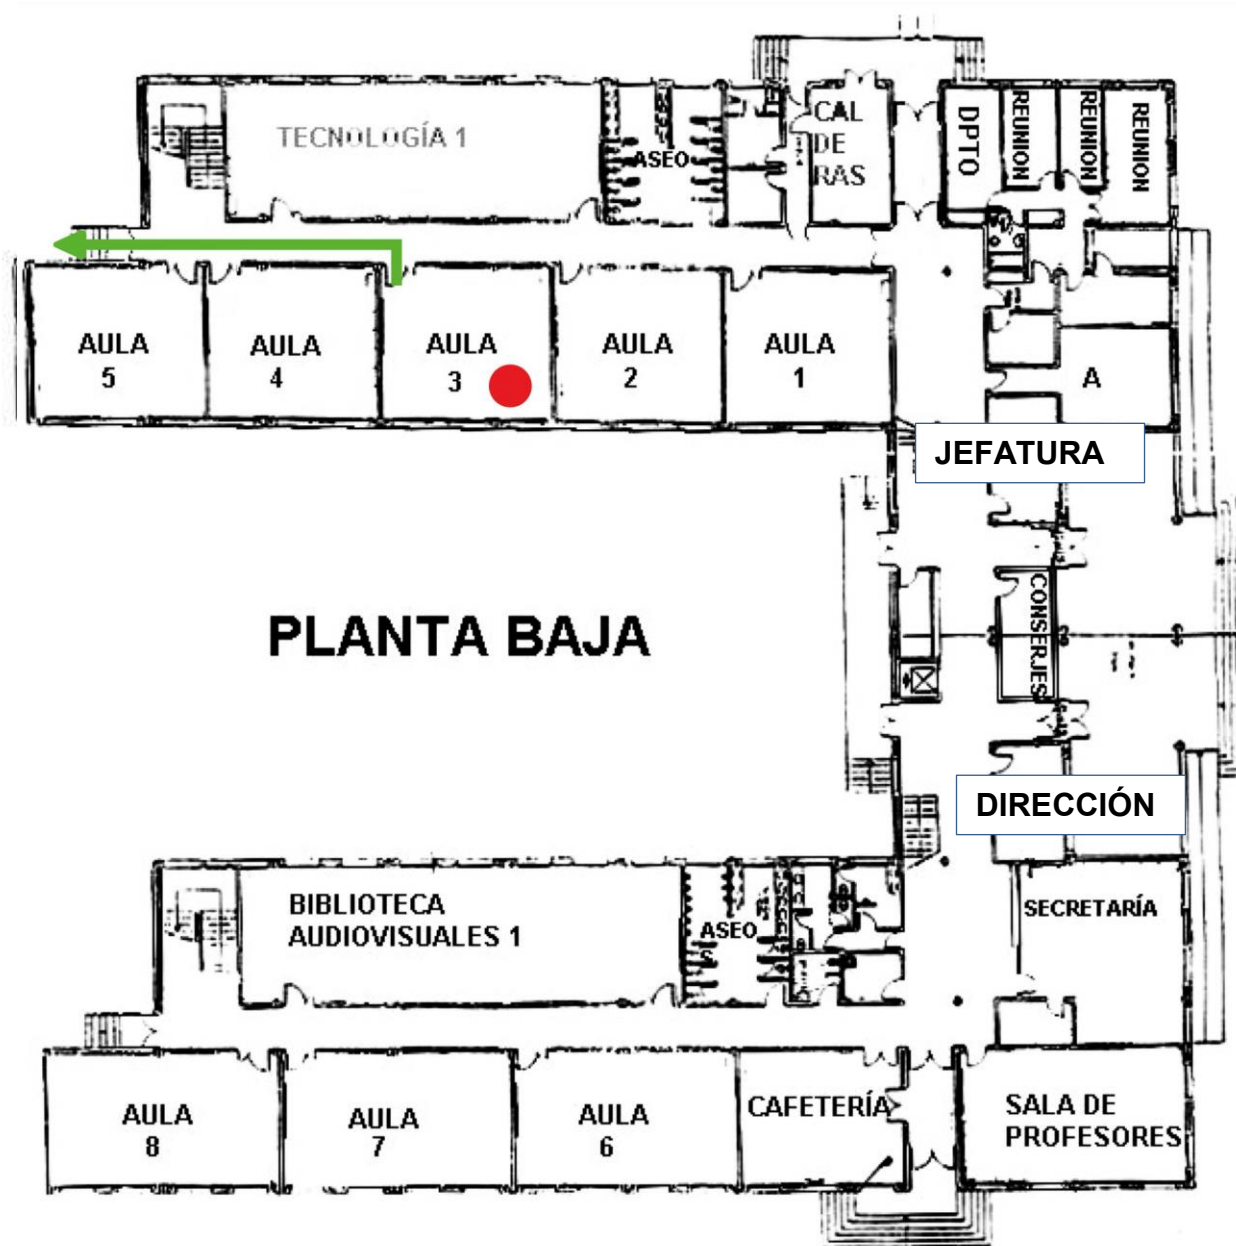 TECNOLOGÍA 1
ASEO
CAL
DE
RAS
DPTO
REUNION
REUNION
REUNION
AULA
5
AULA
4
AULA
3
AULA
2
AULA
1
A
JEFATURA
PLANTA BAJA
CONSERJES
DIRECCIÓN
BIBLIOTECA
AUDIOVISUALES 1
ASEO
SECRETARÍA
AULA
8
AULA
7
AULA
6
CAFETERÍA
SALA DE
PROFESORES